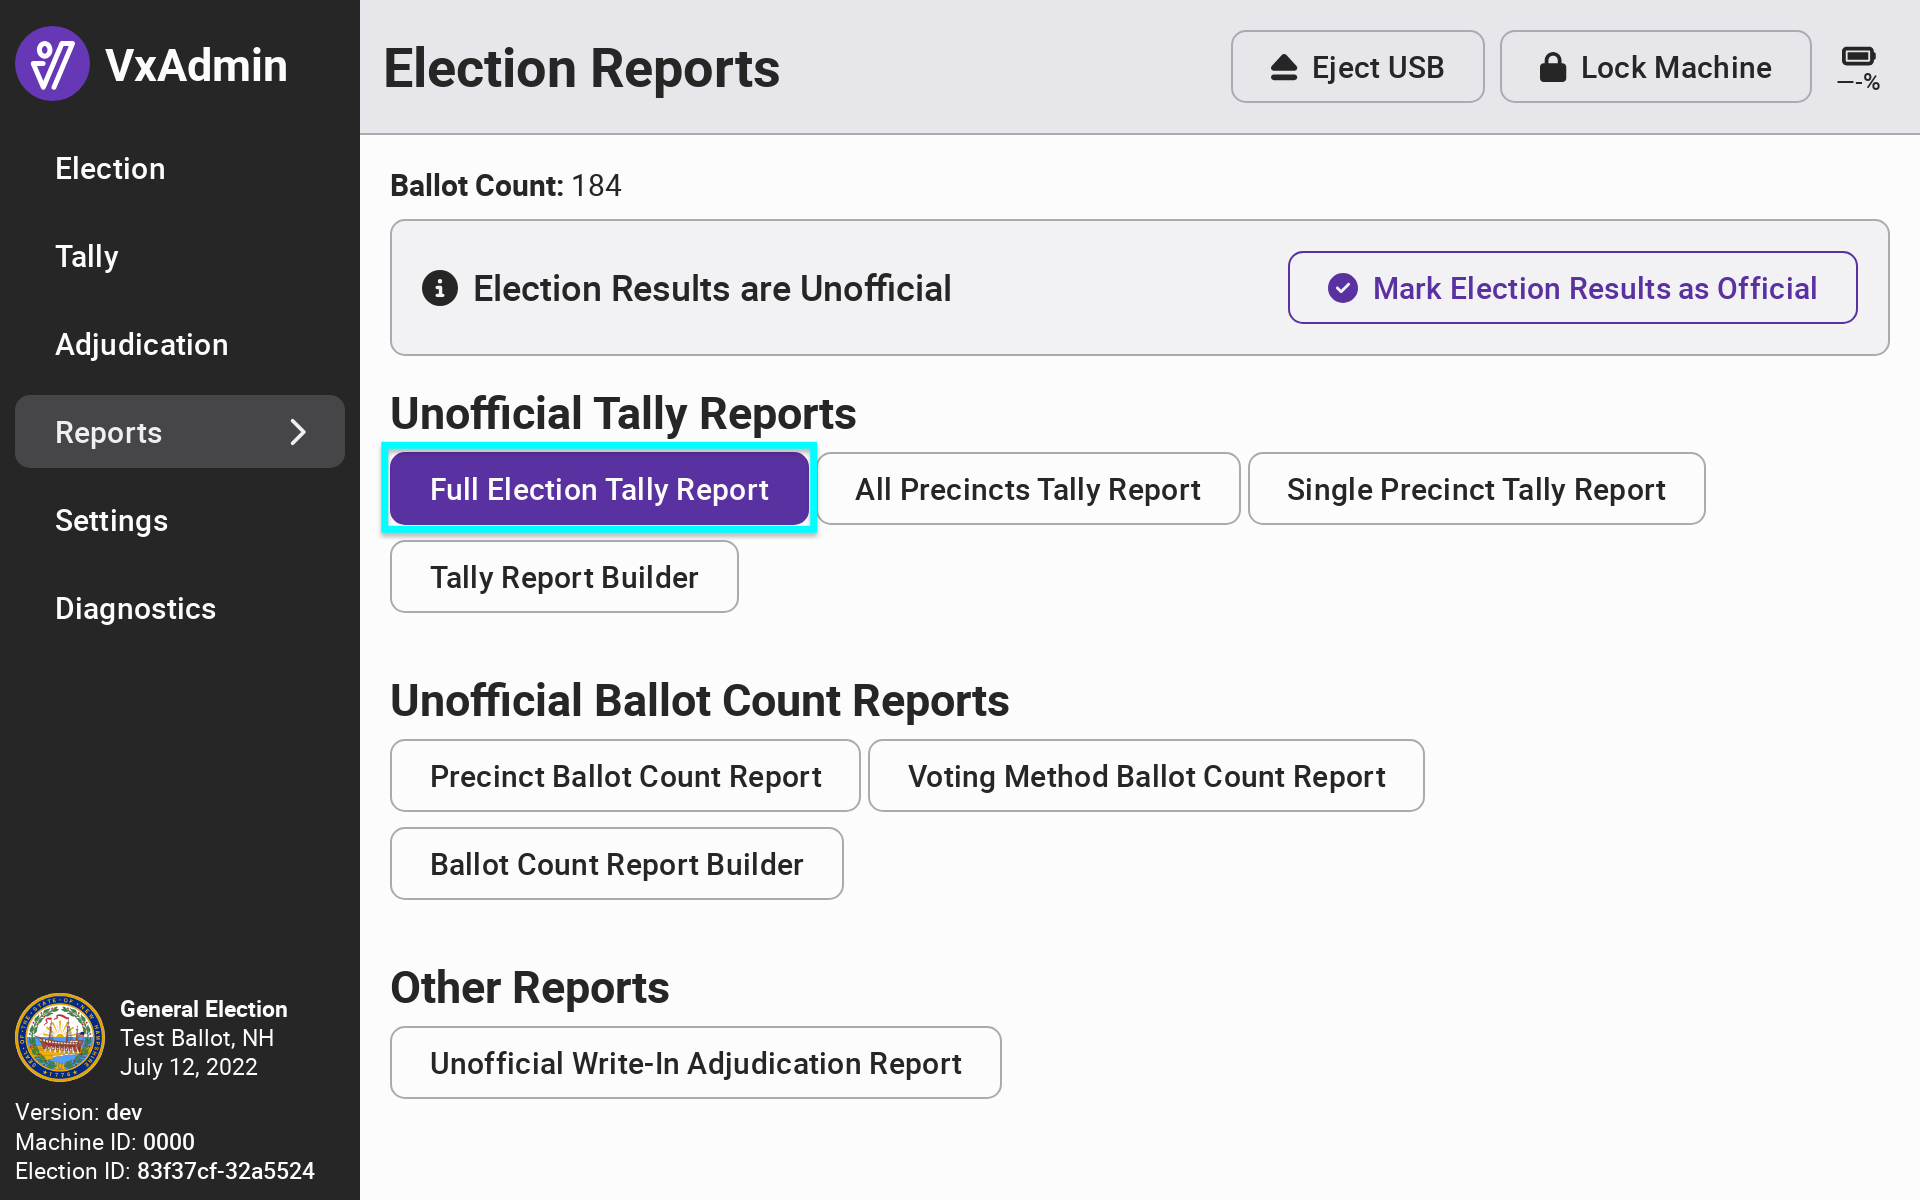 VxAdmin
Election
Tally
Adjudication
Reports
Settings
Diagnostics
General Election
Test Ballot, NH
July 12, 2022
Version: dev
Machine ID: 0000
Election ID: 83f37cf-32a5524
Election Reports
Eject USB
Lock Machine
—-%
Ballot Count: 184
Election Results are Unofficial
Mark Election Results as Official
Unofficial Tally Reports
Full Election Tally Report
All Precincts Tally Report
Single Precinct Tally Report
Tally Report Builder
Unofficial Ballot Count Reports
Precinct Ballot Count Report
Voting Method Ballot Count Report
Ballot Count Report Builder
Other Reports
Unofficial Write-In Adjudication Report